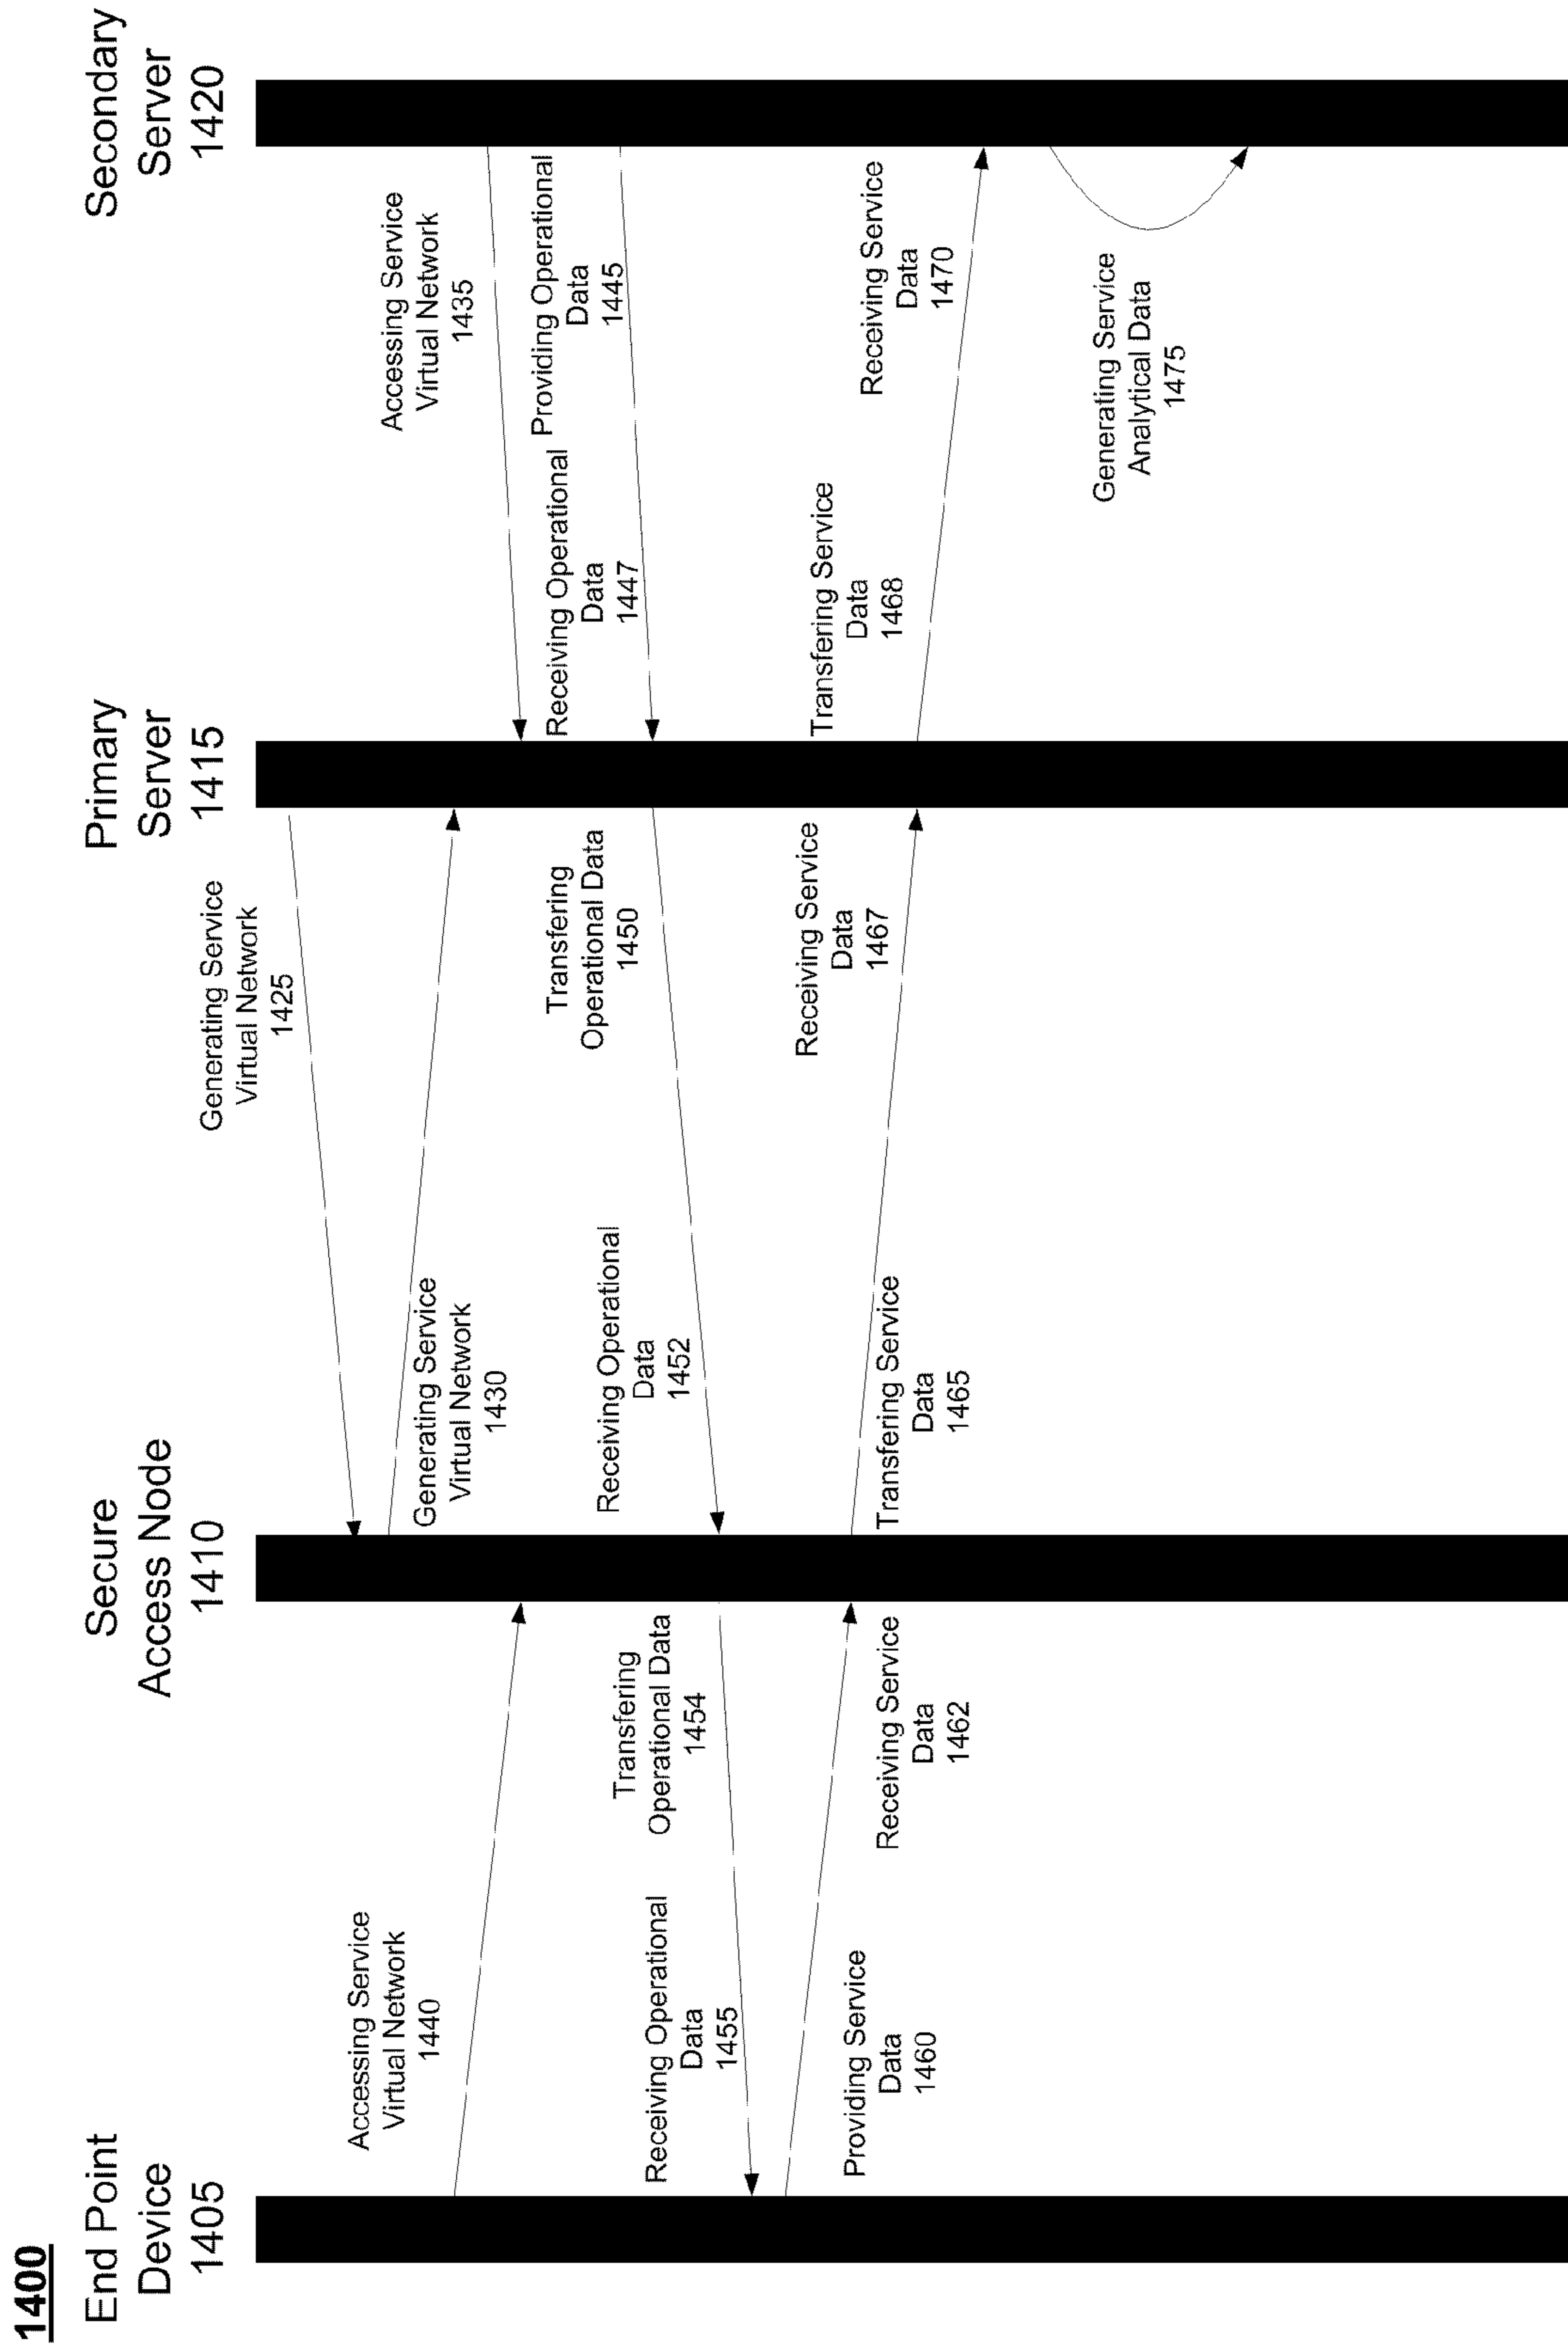 1400
End Point
Device
1405
Secure
Access Node
1410
Primary
Server
1415
Secondary
Server
1420
Generating Service
Virtual Network
1425
Generating Service
Virtual Network
1430
Accessing Service
Virtual Network
1435
Accessing Service
Virtual Network
1440
Providing Operational
Data
1445
Receiving Operational
Data
1447
Transfering
Operational Data
1450
Receiving Operational
Data
1452
Transfering
Operational Data
1454
Receiving Operational
Data
1455
Providing Service
Data
1460
Receiving Service
Data
1462
Transfering Service
Data
1465
Receiving Service
Data
1467
Transfering Service
Data
1468
Receiving Service
Data
1470
Generating Service
Analytical Data
1475